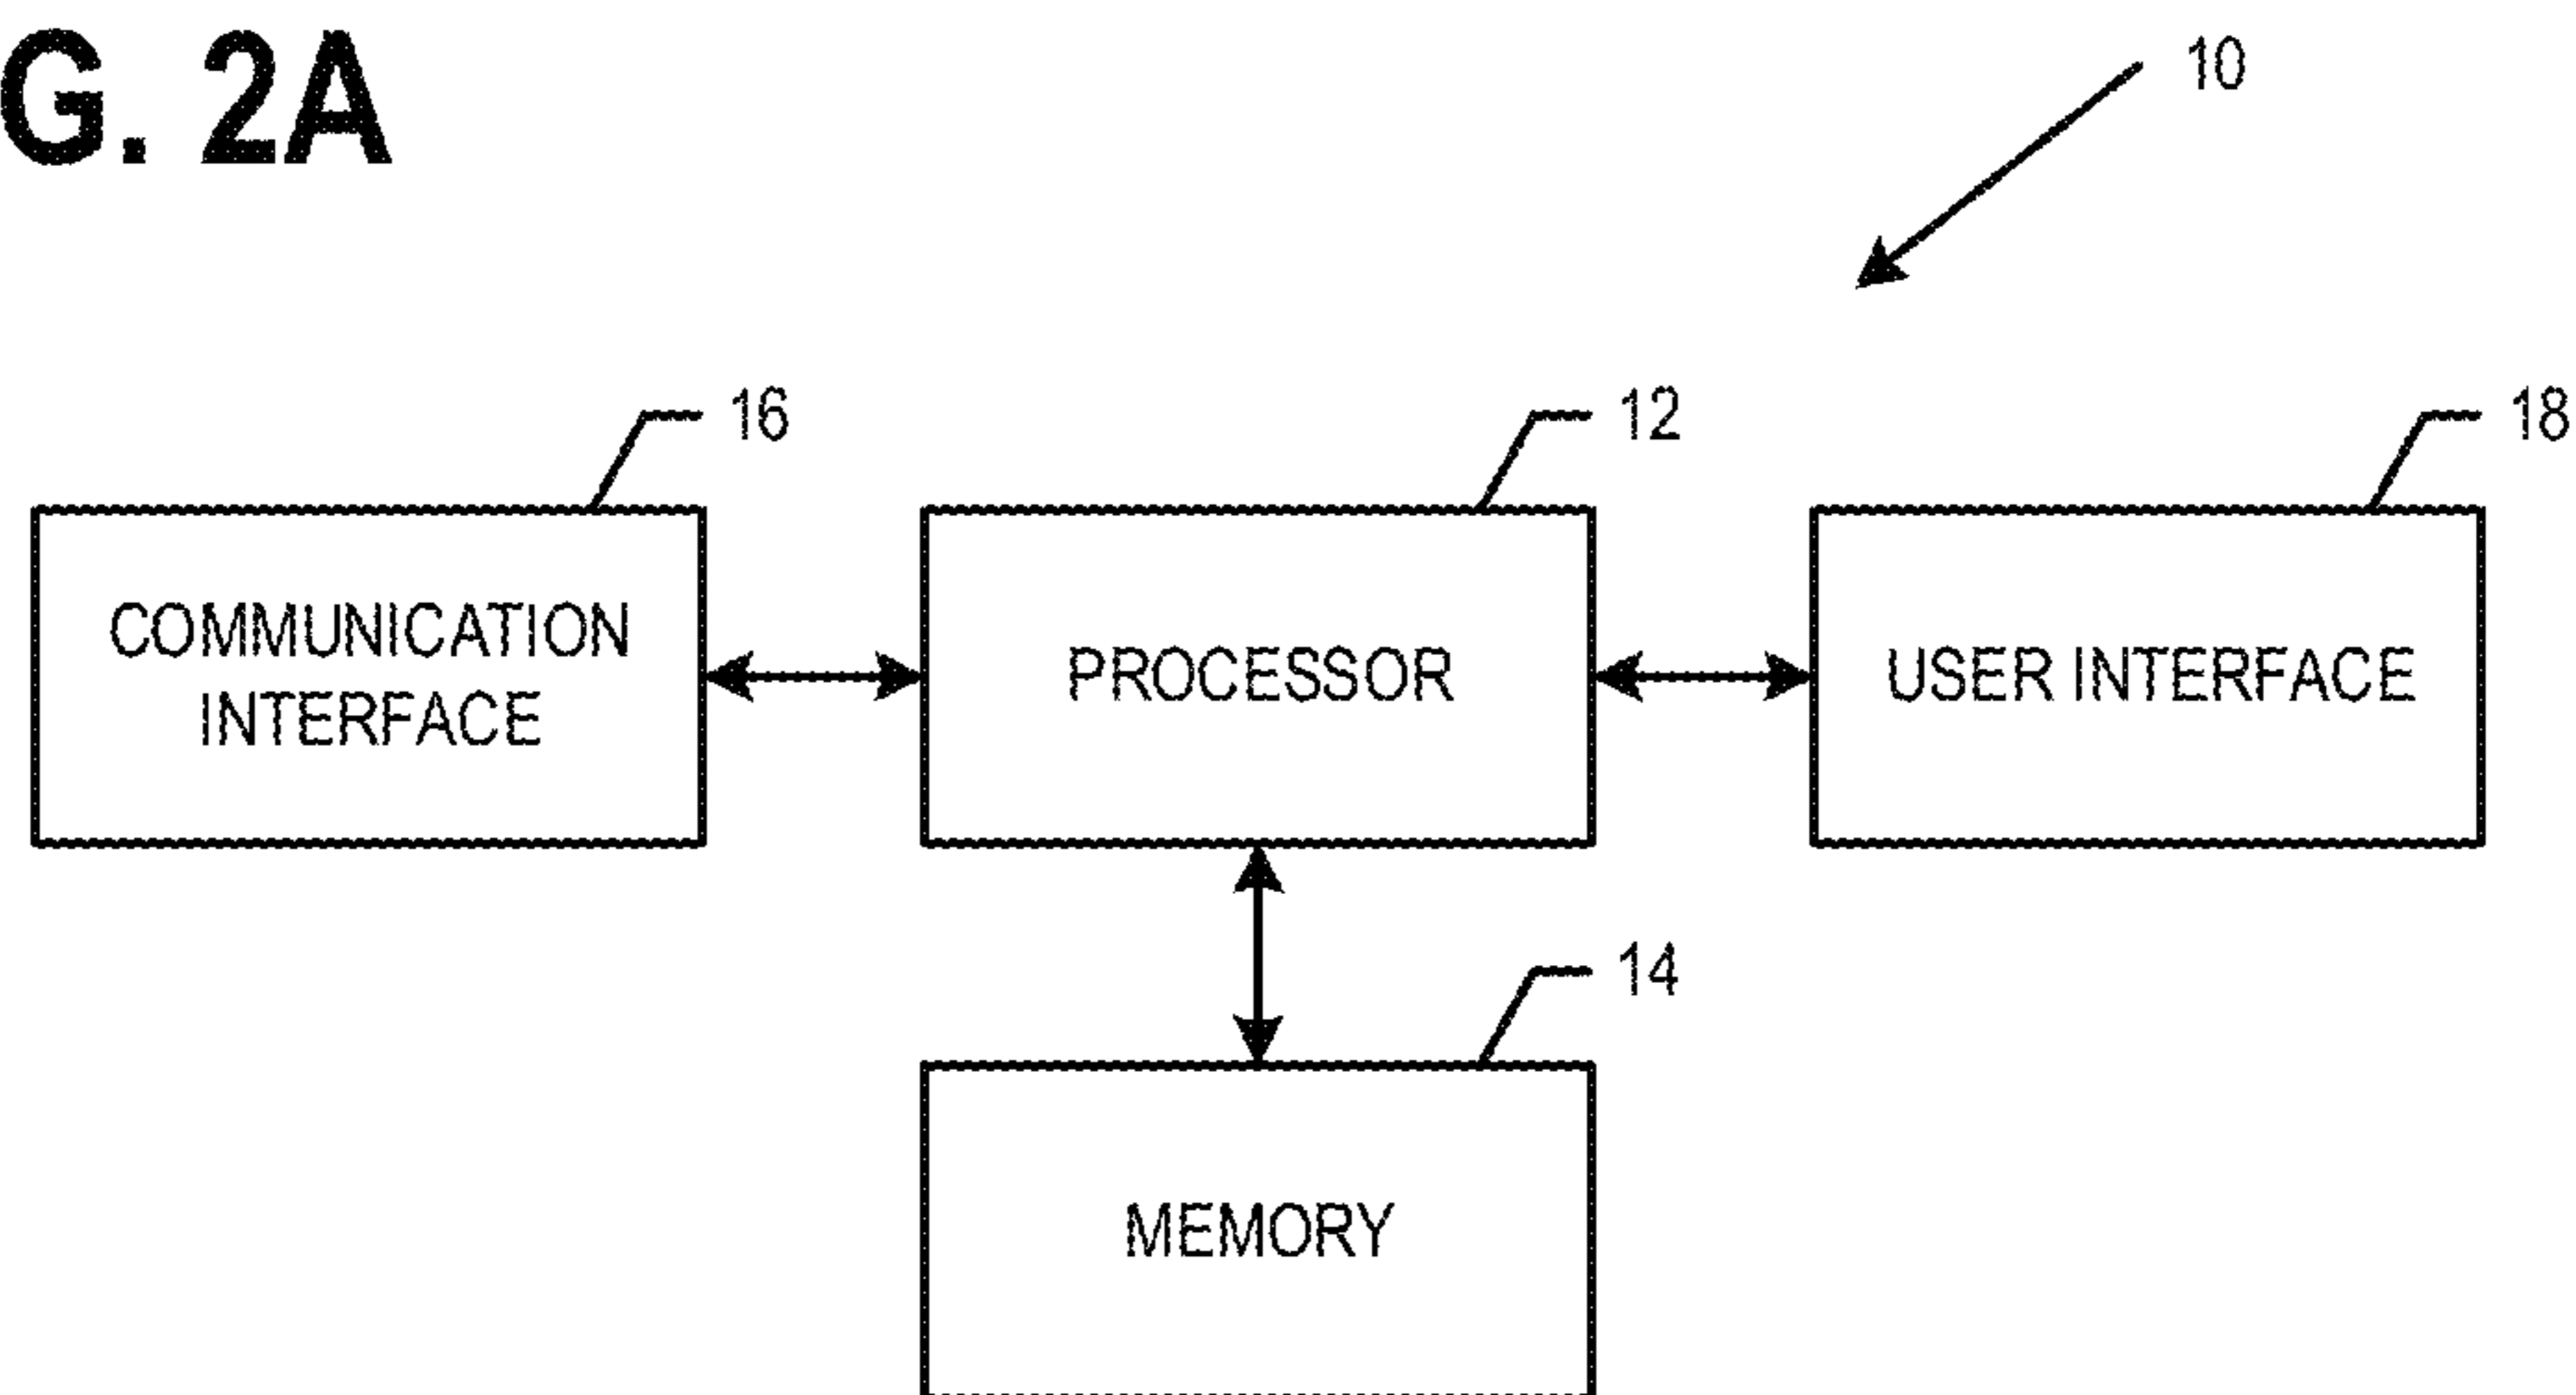 G. 2A
10
16
12
18
COMMUNICATION
INTERFACE
PROCESSOR
USER INTERFACE
14
MEMORY